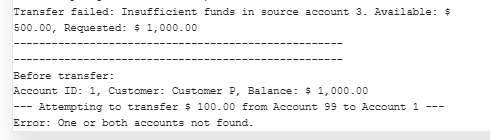 Transfer failed: Insufficient funds in source account 3. Available: $
500.00, Requested: $ 1,000.00
--------------------------------------------------
--------------------------------------------------
Before transfer:
Account ID: 1, Customer: Customer P, Balance: $ 1,000.00
--- Attempting to transfer $ 100.00 from Account 99 to Account 1 ---
Error: One or both accounts not found.